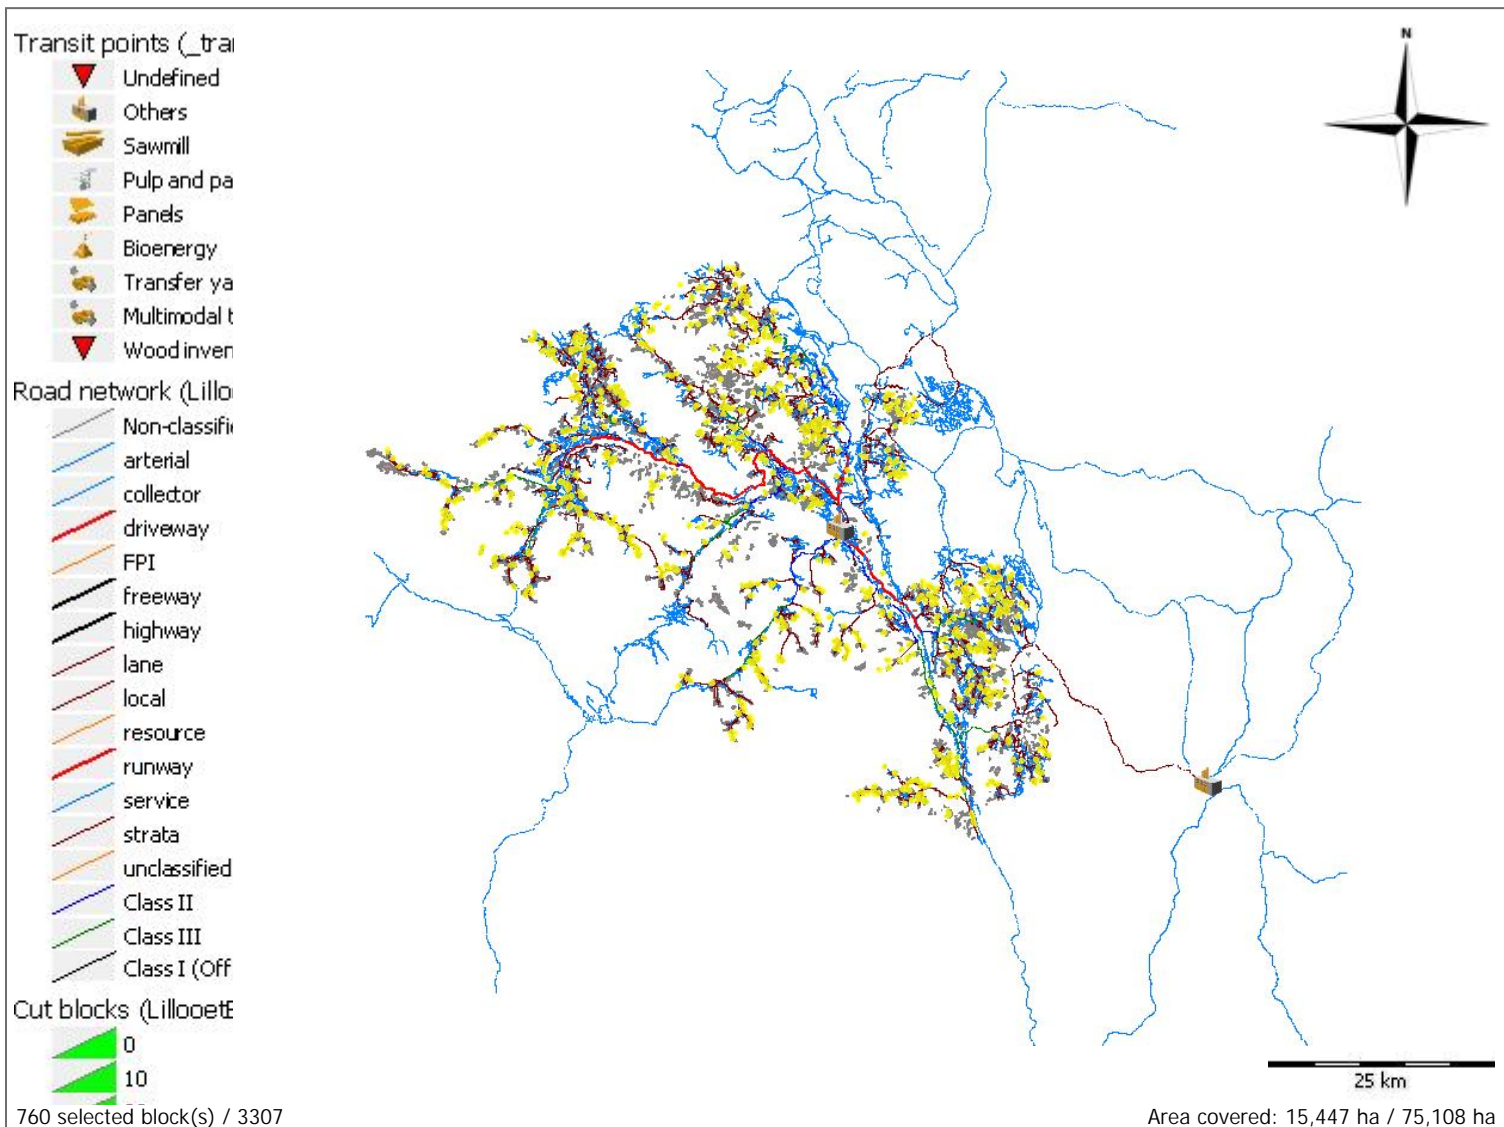 Transit points (_trai
Undefined
Others
Sawmill
Pulp and pa
Panels
Bioenergy
Transfer ya
Multimodal t
Wood inven
Road network (Lilloo
Non-classifi
arterial
collector
driveway
FPI
freeway
highway
lane
local
resource
runway
service
strata
unclassified
Class II
Class III
Class I (Off
Cut blocks (LillooetB
0
10
760 selected block(s) / 3307
N
25 km
Area covered: 15,447 ha / 75,108 ha